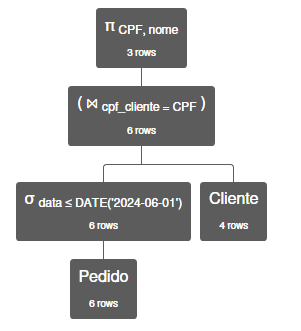 π CPF, nome
3 rows
( ⋈ cpf_cliente = CPF )
6 rows
σ data ≤ DATE('2024-06-01')
6 rows
Cliente
4 rows
Pedido
6 rows